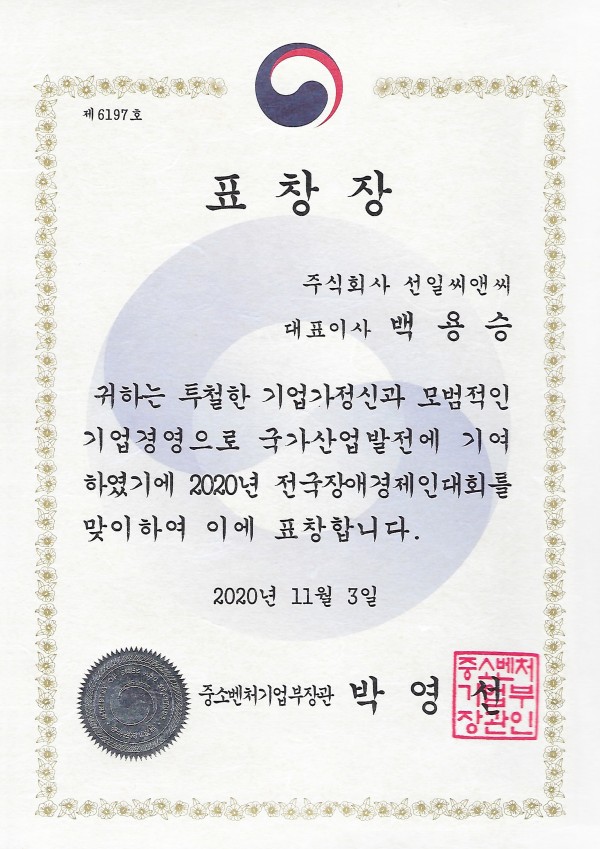 제 6197 호
표 창 장
주식회사 선일씨앤씨
대표이사 백 용 승
귀하는 투철한 기업가정신과 모범적인
기업경영으로 국가산업발전에 기여
하였기에 2020년 전국장애경제인대회를
맞이하여 이에 표창합니다.
2020년 11월 3일
중소벤처기업부장관 박 영 선
중소벤처
기업부
장관인